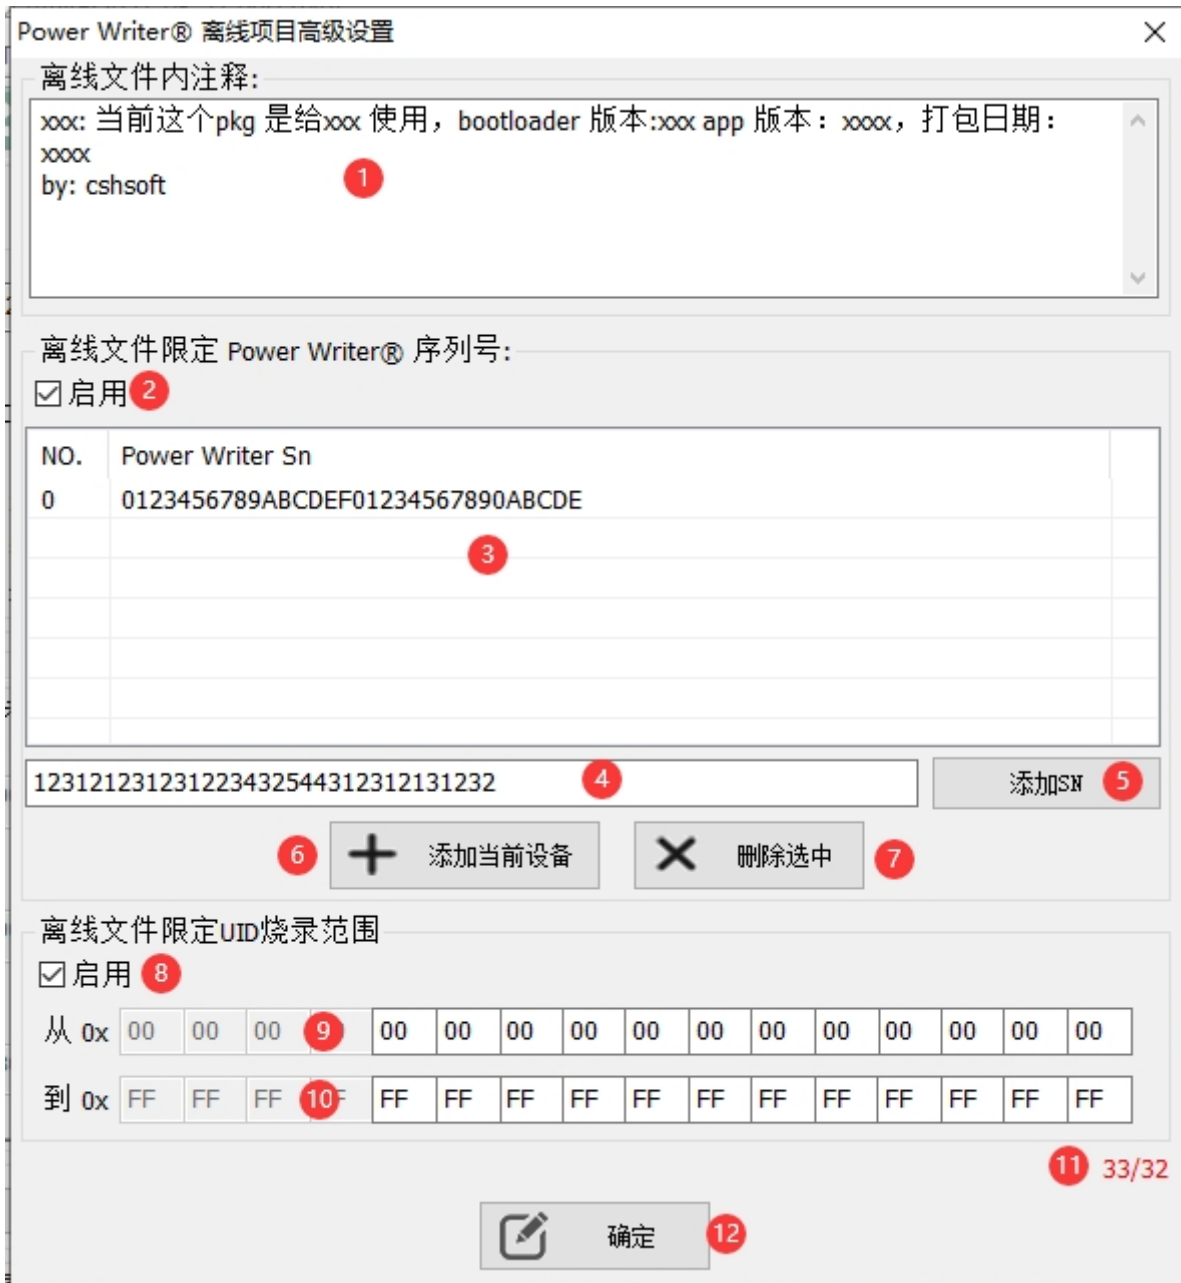 Power Writer® 离线项目高级设置
离线文件内注释:
xxx: 当前这个pkg 是给xxx 使用，bootloader 版本:xxx app 版本：xxxx，打包日期：
xxxx
1
by: cshsoft
离线文件限定 Power Writer® 序列号:
启用 2
NO. Power Writer Sn
0 0123456789ABCDEF01234567890ABCDE
3
123121231231223432544312312131232 4 添加SN 5
6 添加当前设备 删除选中 7
离线文件限定UID烧录范围
启用 8
从 0x 00 00 00 9 00 00 00 00 00 00 00 00 00 00 00 00
到 0x FF FF FF 10 F FF FF FF FF FF FF FF FF FF FF FF FF
11 33/32
确定 12